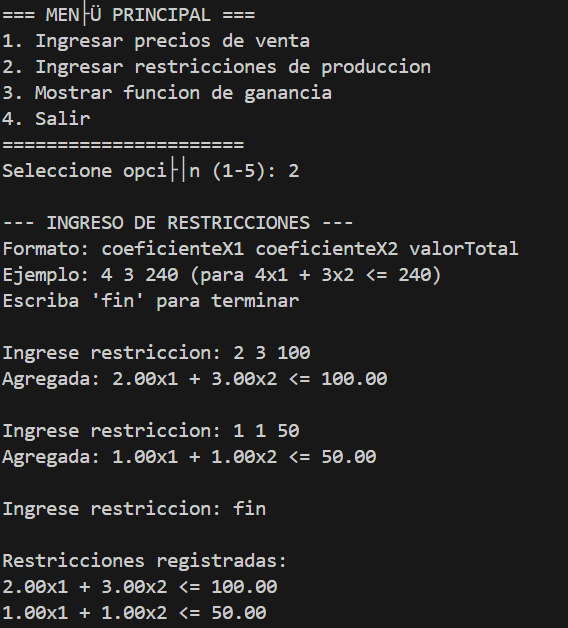 === MEN├Ü PRINCIPAL ===
1. Ingresar precios de venta
2. Ingresar restricciones de produccion
3. Mostrar funcion de ganancia
4. Salir
======================
Seleccione opci├│n (1-5): 2
--- INGRESO DE RESTRICCIONES ---
Formato: coeficienteX1 coeficienteX2 valorTotal
Ejemplo: 4 3 240 (para 4x1 + 3x2 <= 240)
Escriba 'fin' para terminar
Ingrese restriccion: 2 3 100
Agregada: 2.00x1 + 3.00x2 <= 100.00
Ingrese restriccion: 1 1 50
Agregada: 1.00x1 + 1.00x2 <= 50.00
Ingrese restriccion: fin
Restricciones registradas:
2.00x1 + 3.00x2 <= 100.00
1.00x1 + 1.00x2 <= 50.00